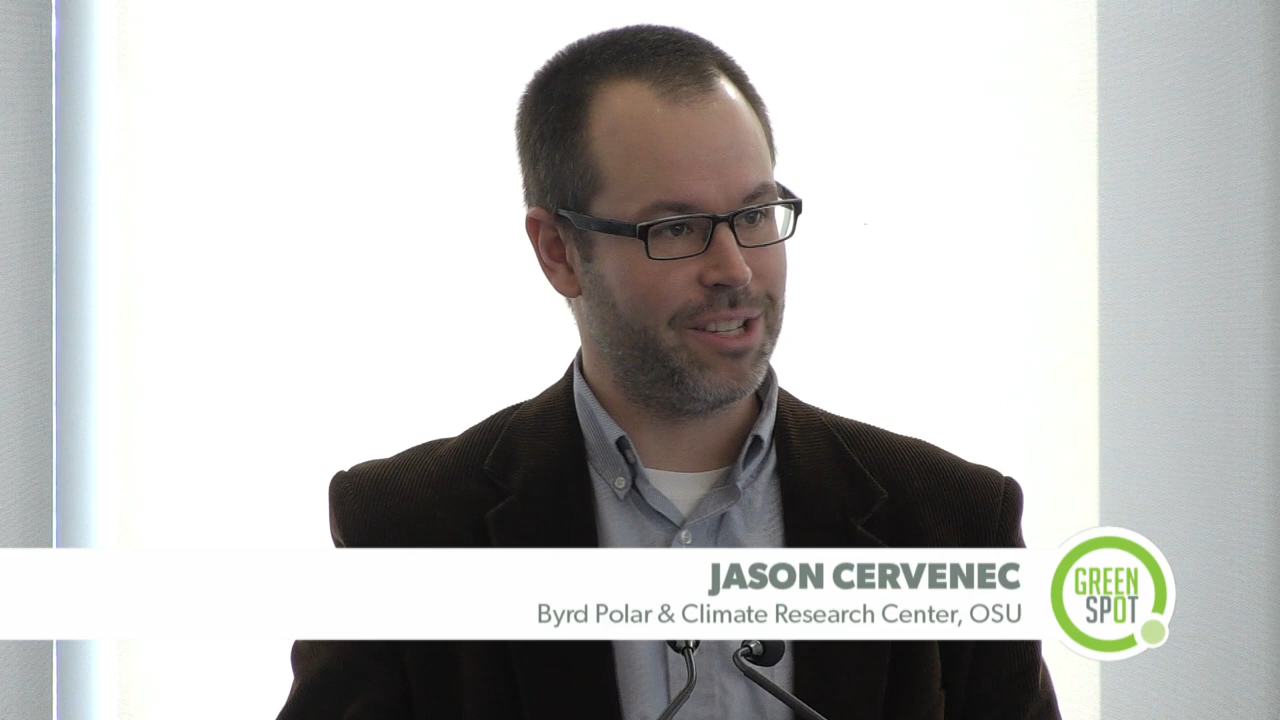 JASON CERVENEC
Byrd Polar & Climate Research Center, OSU
GREEN
SPOT